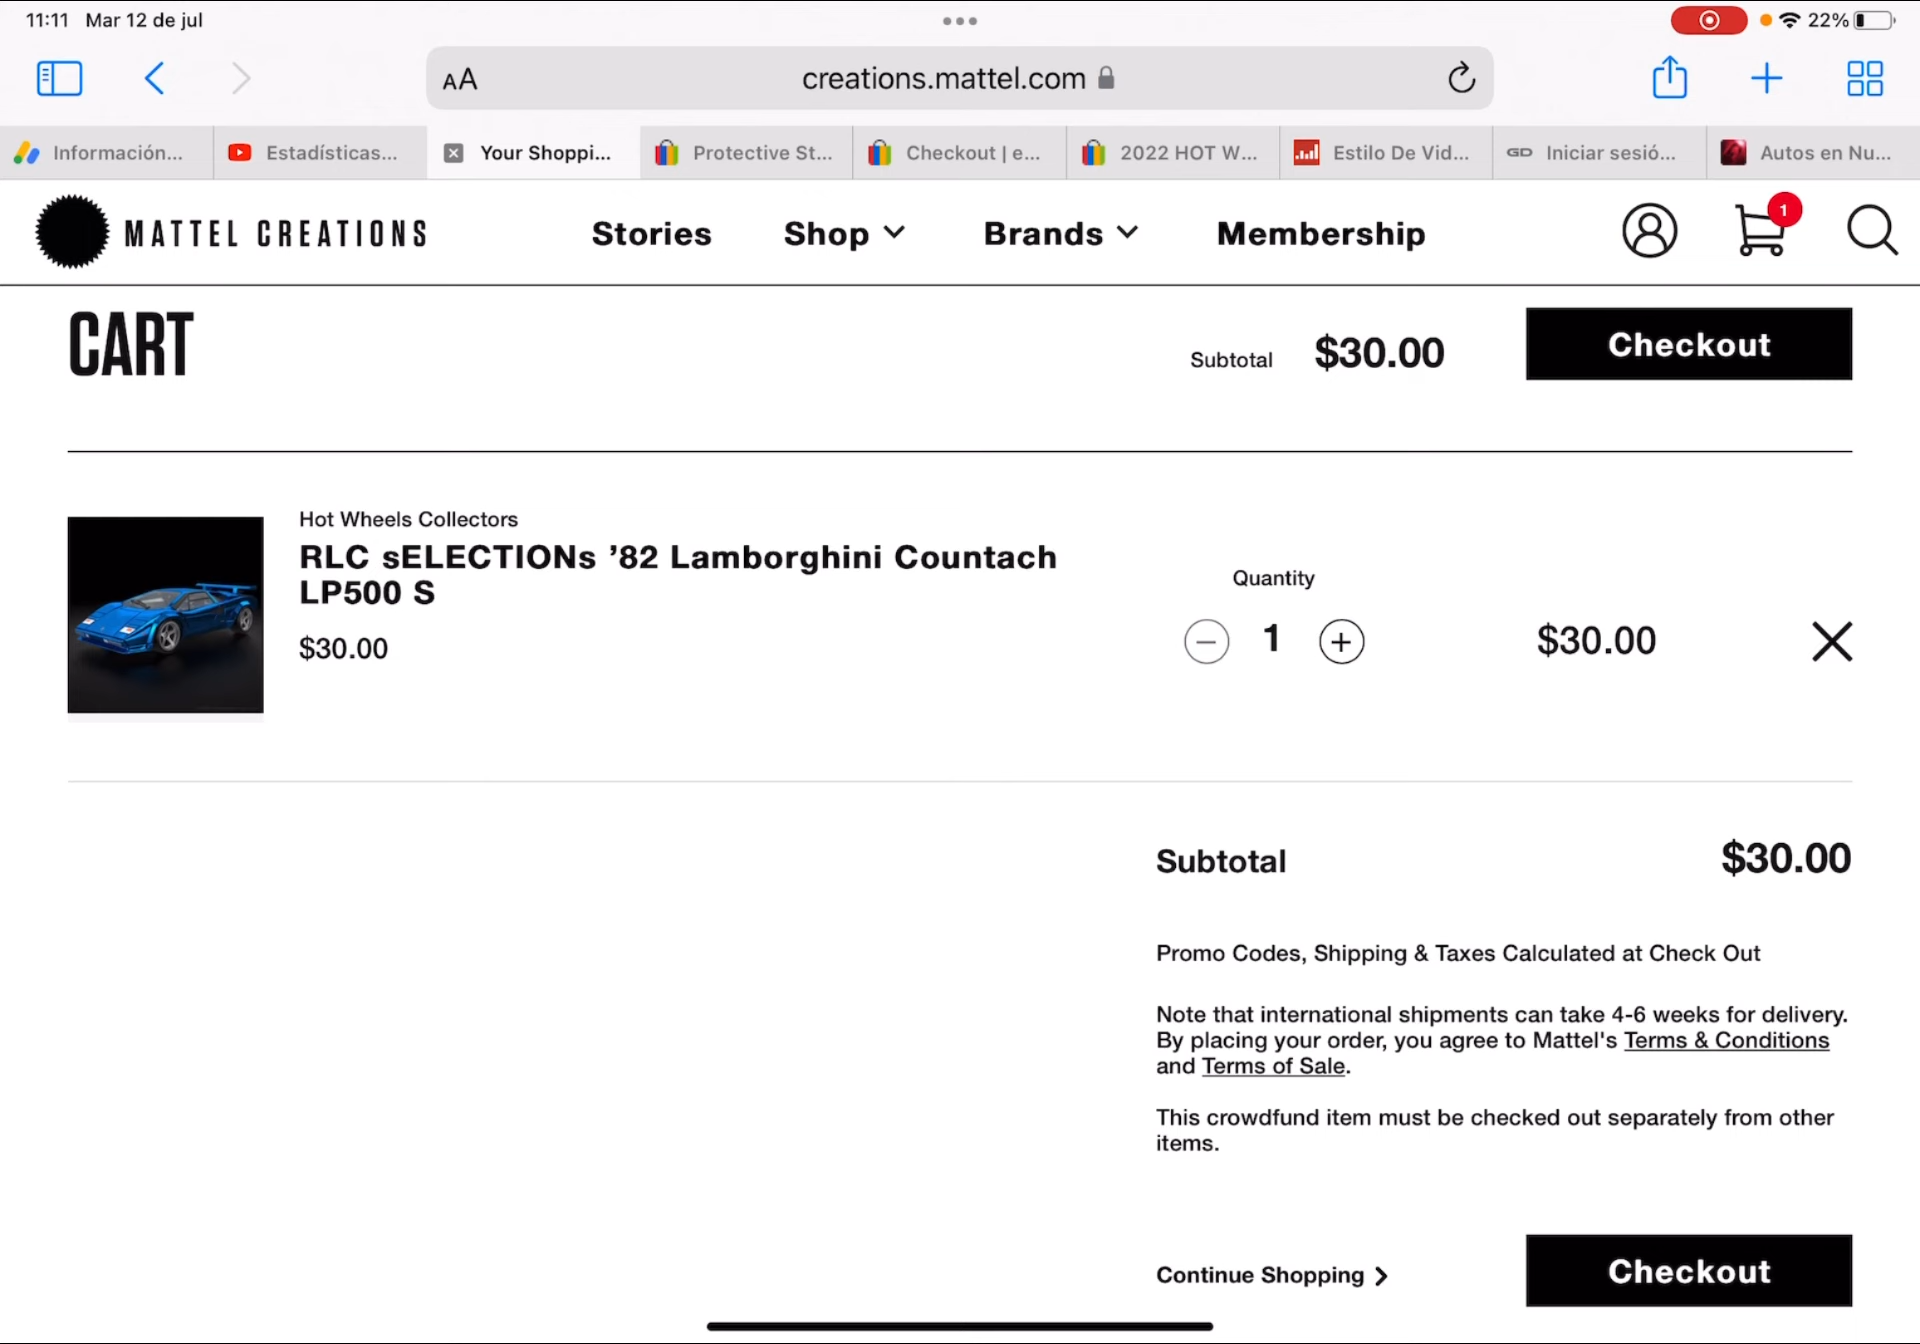 11:11 Mar 12 de jul
22%
AA
creations.mattel.com
Información...
Estadísticas...
Your Shoppi...
Protective St...
Checkout | e...
2022 HOT W...
Estilo De Vid...
GD
Iniciar sesió...
Autos en Nu...
MATTEL CREATIONS
Stories
Shop
Brands
Membership
1
CART
Subtotal
$30.00
Checkout
Hot Wheels Collectors
RLC sELECTIONs ’82 Lamborghini Countach
LP500 S
$30.00
Quantity
1
$30.00
Subtotal
$30.00
Promo Codes, Shipping & Taxes Calculated at Check Out
Note that international shipments can take 4-6 weeks for delivery.
By placing your order, you agree to Mattel's Terms & Conditions
and Terms of Sale.
This crowdfund item must be checked out separately from other
items.
Continue Shopping
Checkout